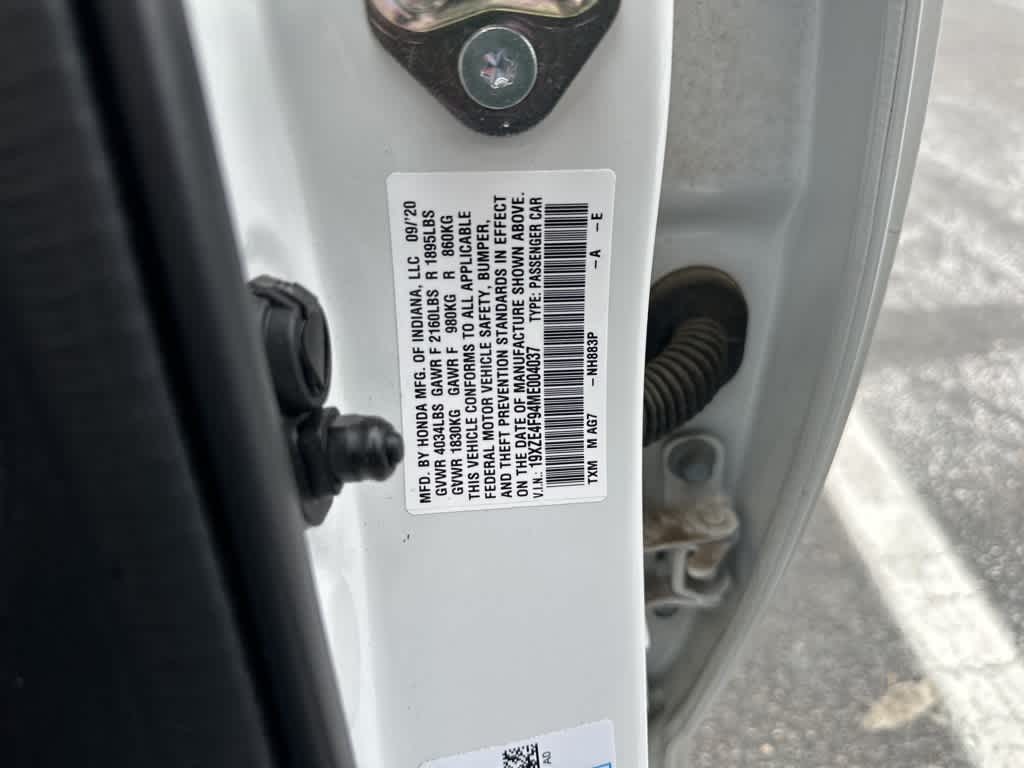 MFD. BY HONDA MFG. OF INDIANA, LLC 09/'20
GVWR 4034LBS GAWR F 2160LBS R 1895LBS
GVWR 1830KG GAWR F 980KG R 860KG
THIS VEHICLE CONFORMS TO ALL APPLICABLE
FEDERAL MOTOR VEHICLE SAFETY, BUMPER,
AND THEFT PREVENTION STANDARDS IN EFFECT
ON THE DATE OF MANUFACTURE SHOWN ABOVE.
V.I.N.: 19XZE4F94ME004037 TYPE: PASSENGER CAR
TXM M AG7 –NH883P –A –E
A0